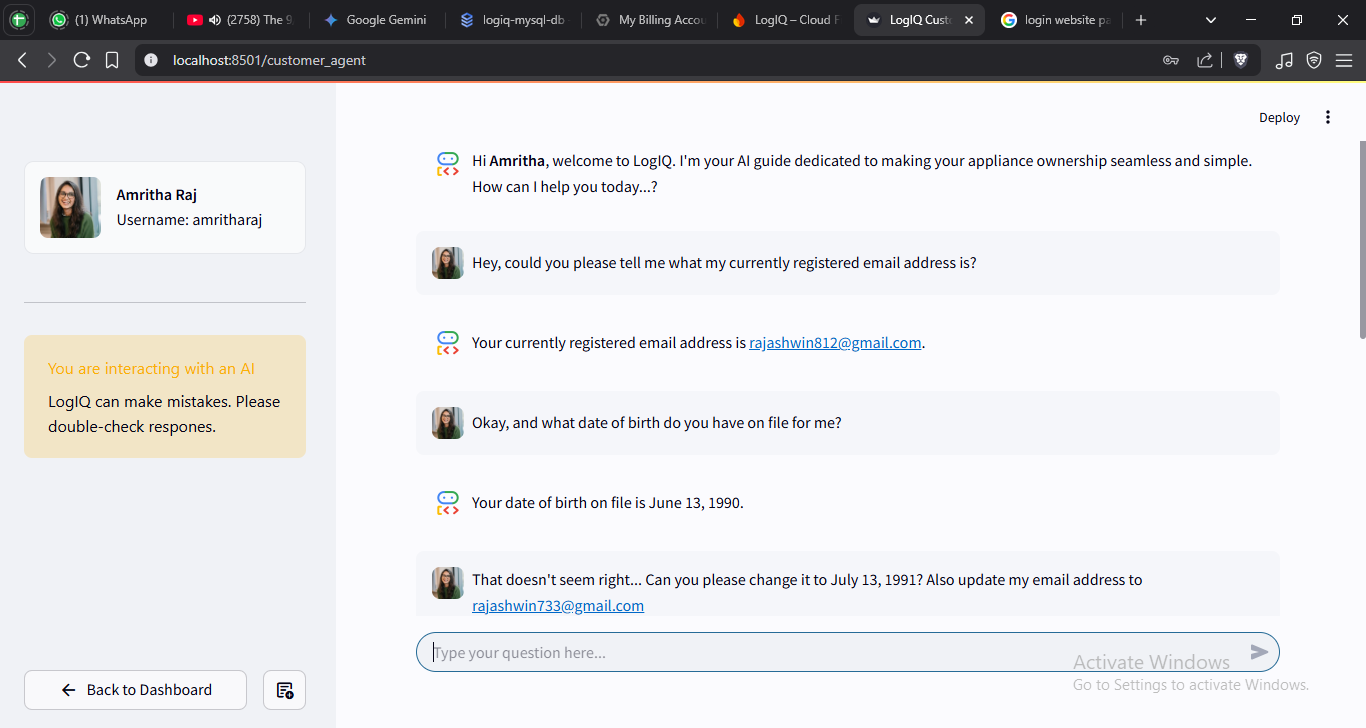 (1) WhatsApp
(2758) The 9
Google Gemini
logiq-mysql-db
My Billing Accou
LogIQ – Cloud F
LogIQ Cust
login website pa
localhost:8501/customer_agent
Deploy
Amritha Raj
Username: amritharaj
You are interacting with an AI
LogIQ can make mistakes. Please
double-check respones.
Back to Dashboard
Hi Amritha, welcome to LogIQ. I'm your AI guide dedicated to making your appliance ownership seamless and simple.
How can I help you today...?
Hey, could you please tell me what my currently registered email address is?
Your currently registered email address is rajashwin812@gmail.com.
Okay, and what date of birth do you have on file for me?
Your date of birth on file is June 13, 1990.
That doesn't seem right... Can you please change it to July 13, 1991? Also update my email address to
rajashwin733@gmail.com
Type your question here...
Activate Windows
Go to Settings to activate Windows.